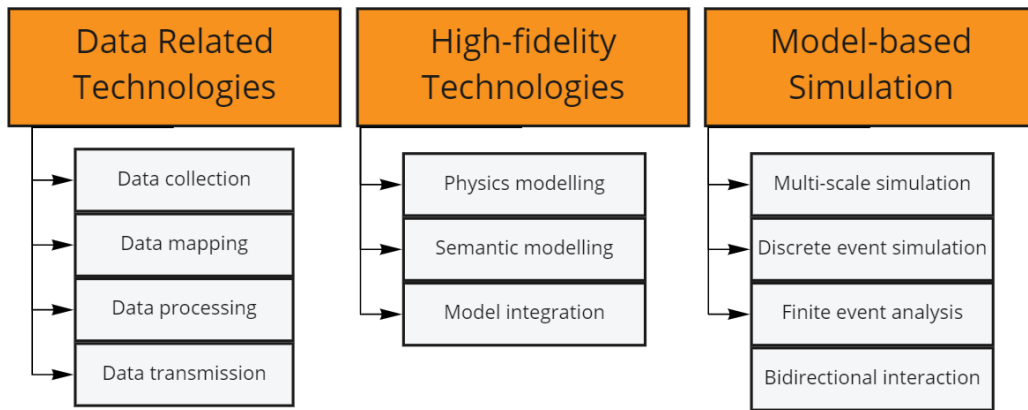 Data Related
Technologies
Data collection
Data mapping
Data processing
Data transmission
High-fidelity
Technologies
Physics modelling
Semantic modelling
Model integration
Model-based
Simulation
Multi-scale simulation
Discrete event simulation
Finite event analysis
Bidirectional interaction